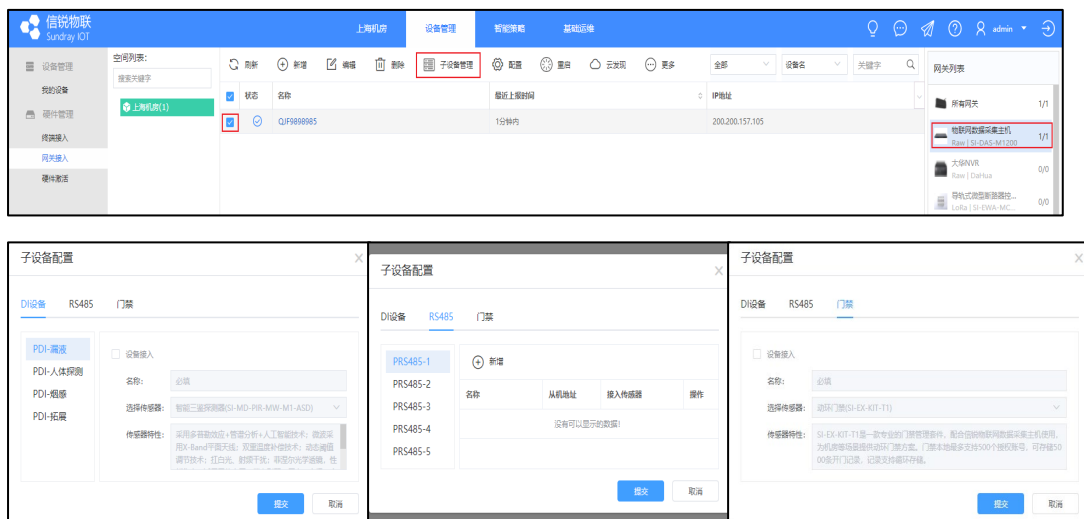 信锐物联
Sundray IOT
上海机房 设备管理 智能策略 基础运维
admin
设备管理
我的设备
硬件管理
终端接入
网关接入
硬件激活
空间列表:
搜索关键字
上海机房(1)
刷新 新增 编辑 删除 子设备管理 配置 重启 云发现 更多 全部 设备名 关键字
状态 名称 最近上报时间 IP地址
QJF9898985 1分钟内 200.200.157.105
网关列表
所有网关 1/1
物联网数据采集主机 1/1
Raw | SI-DAS-M1200
大华NVR 0/0
Raw | DaHua
导轨式微型断路器控... 0/0
LoRa | SI-EWA-MC...
子设备配置
DI设备 RS485 门禁
PDI-漏液
PDI-人体探测
PDI-烟感
PDI-拓展
设备接入
名称: 必填
选择传感器: 智能三鉴探测器(SI-MD-PIR-MW-M1-ASD)
传感器特性: 采用多普勒效应+管谱分析+人工智能技术；微波采
用X-Band平面天线；双重温度补偿技术；动态阈值
调节技术；抗白光、射频干扰；菲涅尔光学透镜，性
提交 取消
子设备配置
DI设备 RS485 门禁
PRS485-1
PRS485-2
PRS485-3
PRS485-4
PRS485-5
新增
名称 从机地址 接入传感器 操作
没有可以显示的数据!
提交 取消
子设备配置
DI设备 RS485 门禁
设备接入
名称: 必填
选择传感器: 动环门禁(SI-EX-KIT-T1)
传感器特性: SI-EX-KIT-T1是一款专业的门禁管理套件，配合信锐物联网数据采集主机使用，
为机房等场景提供动环门禁方案。门禁本地最多支持500个授权账号，可存储50
00条开门记录，记录支持循环存储。
提交 取消